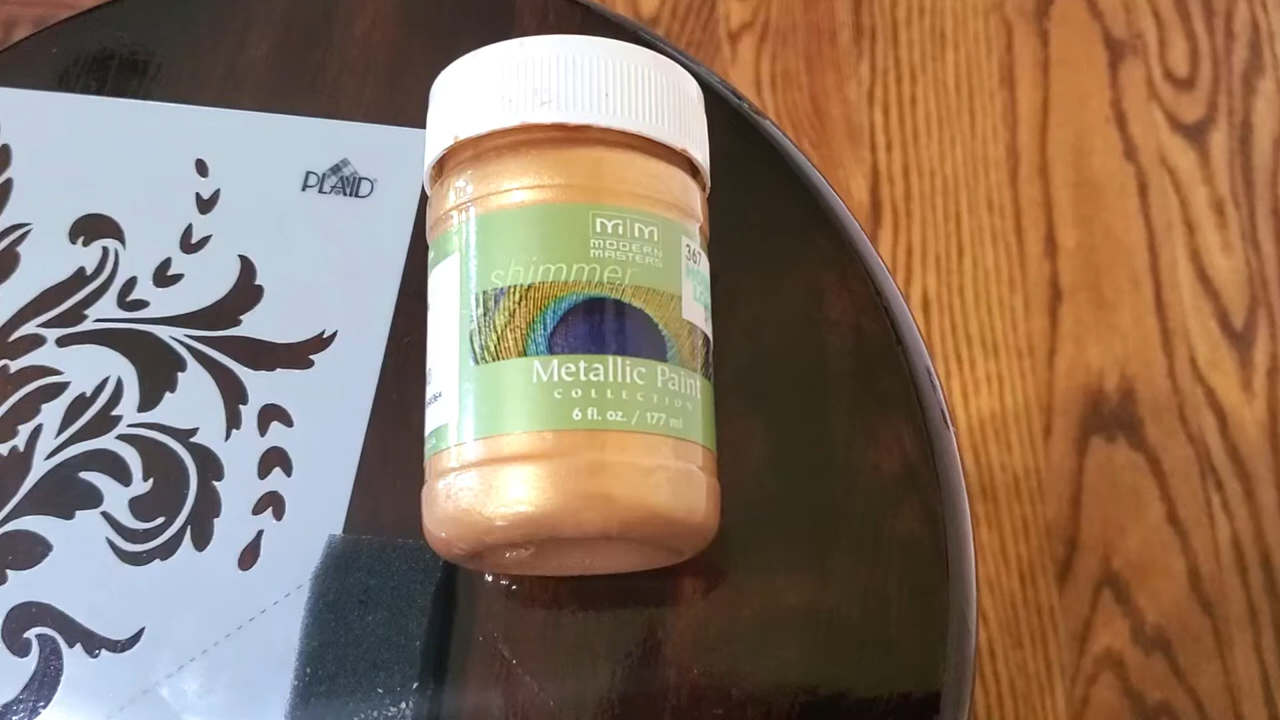 PLAID
MM
MODERN
MASTERS
367
shimmer
Metallic Paint
COLLECTION
6 fl. oz. / 177 ml